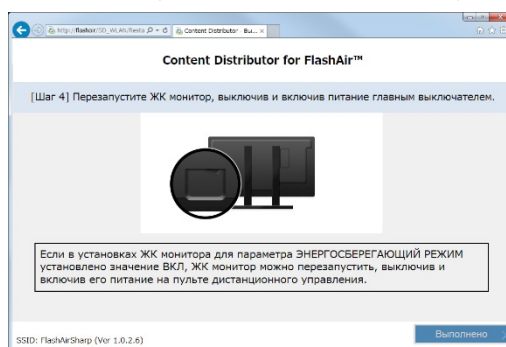 http://flashair/SD_WLAN/flesta
Content Distributor - Bu...
Content Distributor for FlashAir™
[Шаг 4] Перезапустите ЖК монитор, выключив и включив питание главным выключателем.
Если в установках ЖК монитора для параметра ЭНЕРГОСБЕРЕГАЮЩИЙ РЕЖИМ
установлено значение ВКЛ, ЖК монитор можно перезапустить, выключив и
включив его питание на пульте дистанционного управления.
Выполнено
SSID: FlashAirSharp (Ver 1.0.2.6)